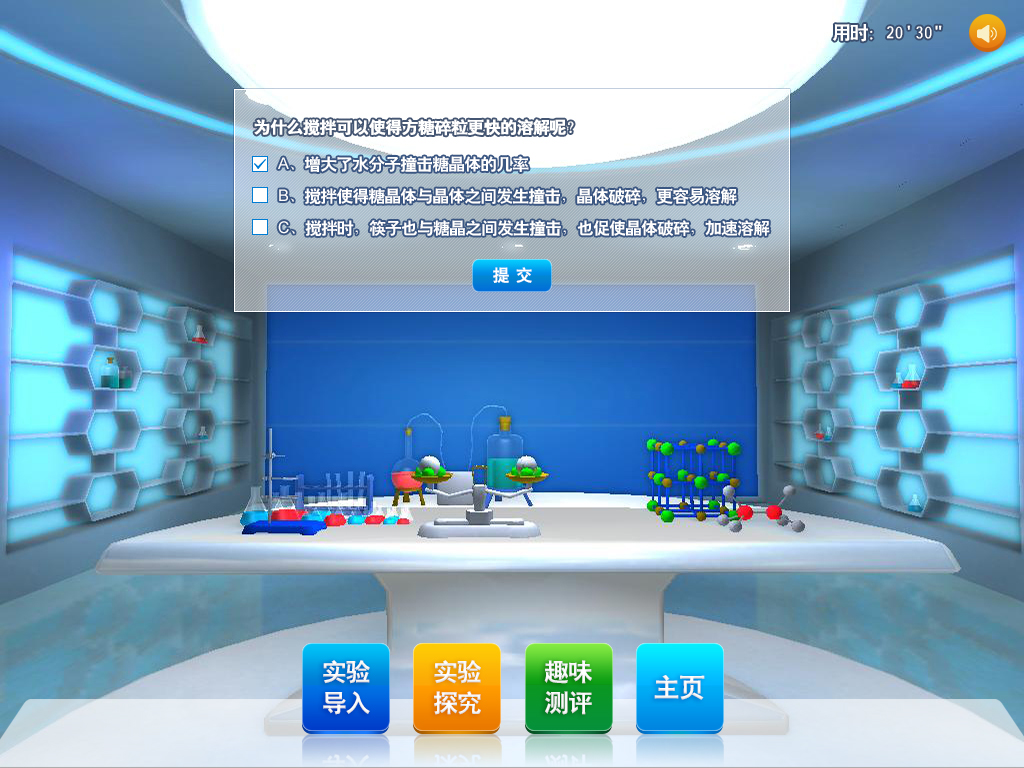 用时: 20'30"
为什么搅拌可以使得方糖碎粒更快的溶解呢?
A、增大了水分子撞击糖晶体的几率
B、搅拌使得糖晶体与晶体之间发生撞击，晶体破碎，更容易溶解
C、搅拌时，筷子也与糖晶之间发生撞击，也促使晶体破碎，加速溶解
提 交
实验
导入
实验
探究
趣味
测评
主页